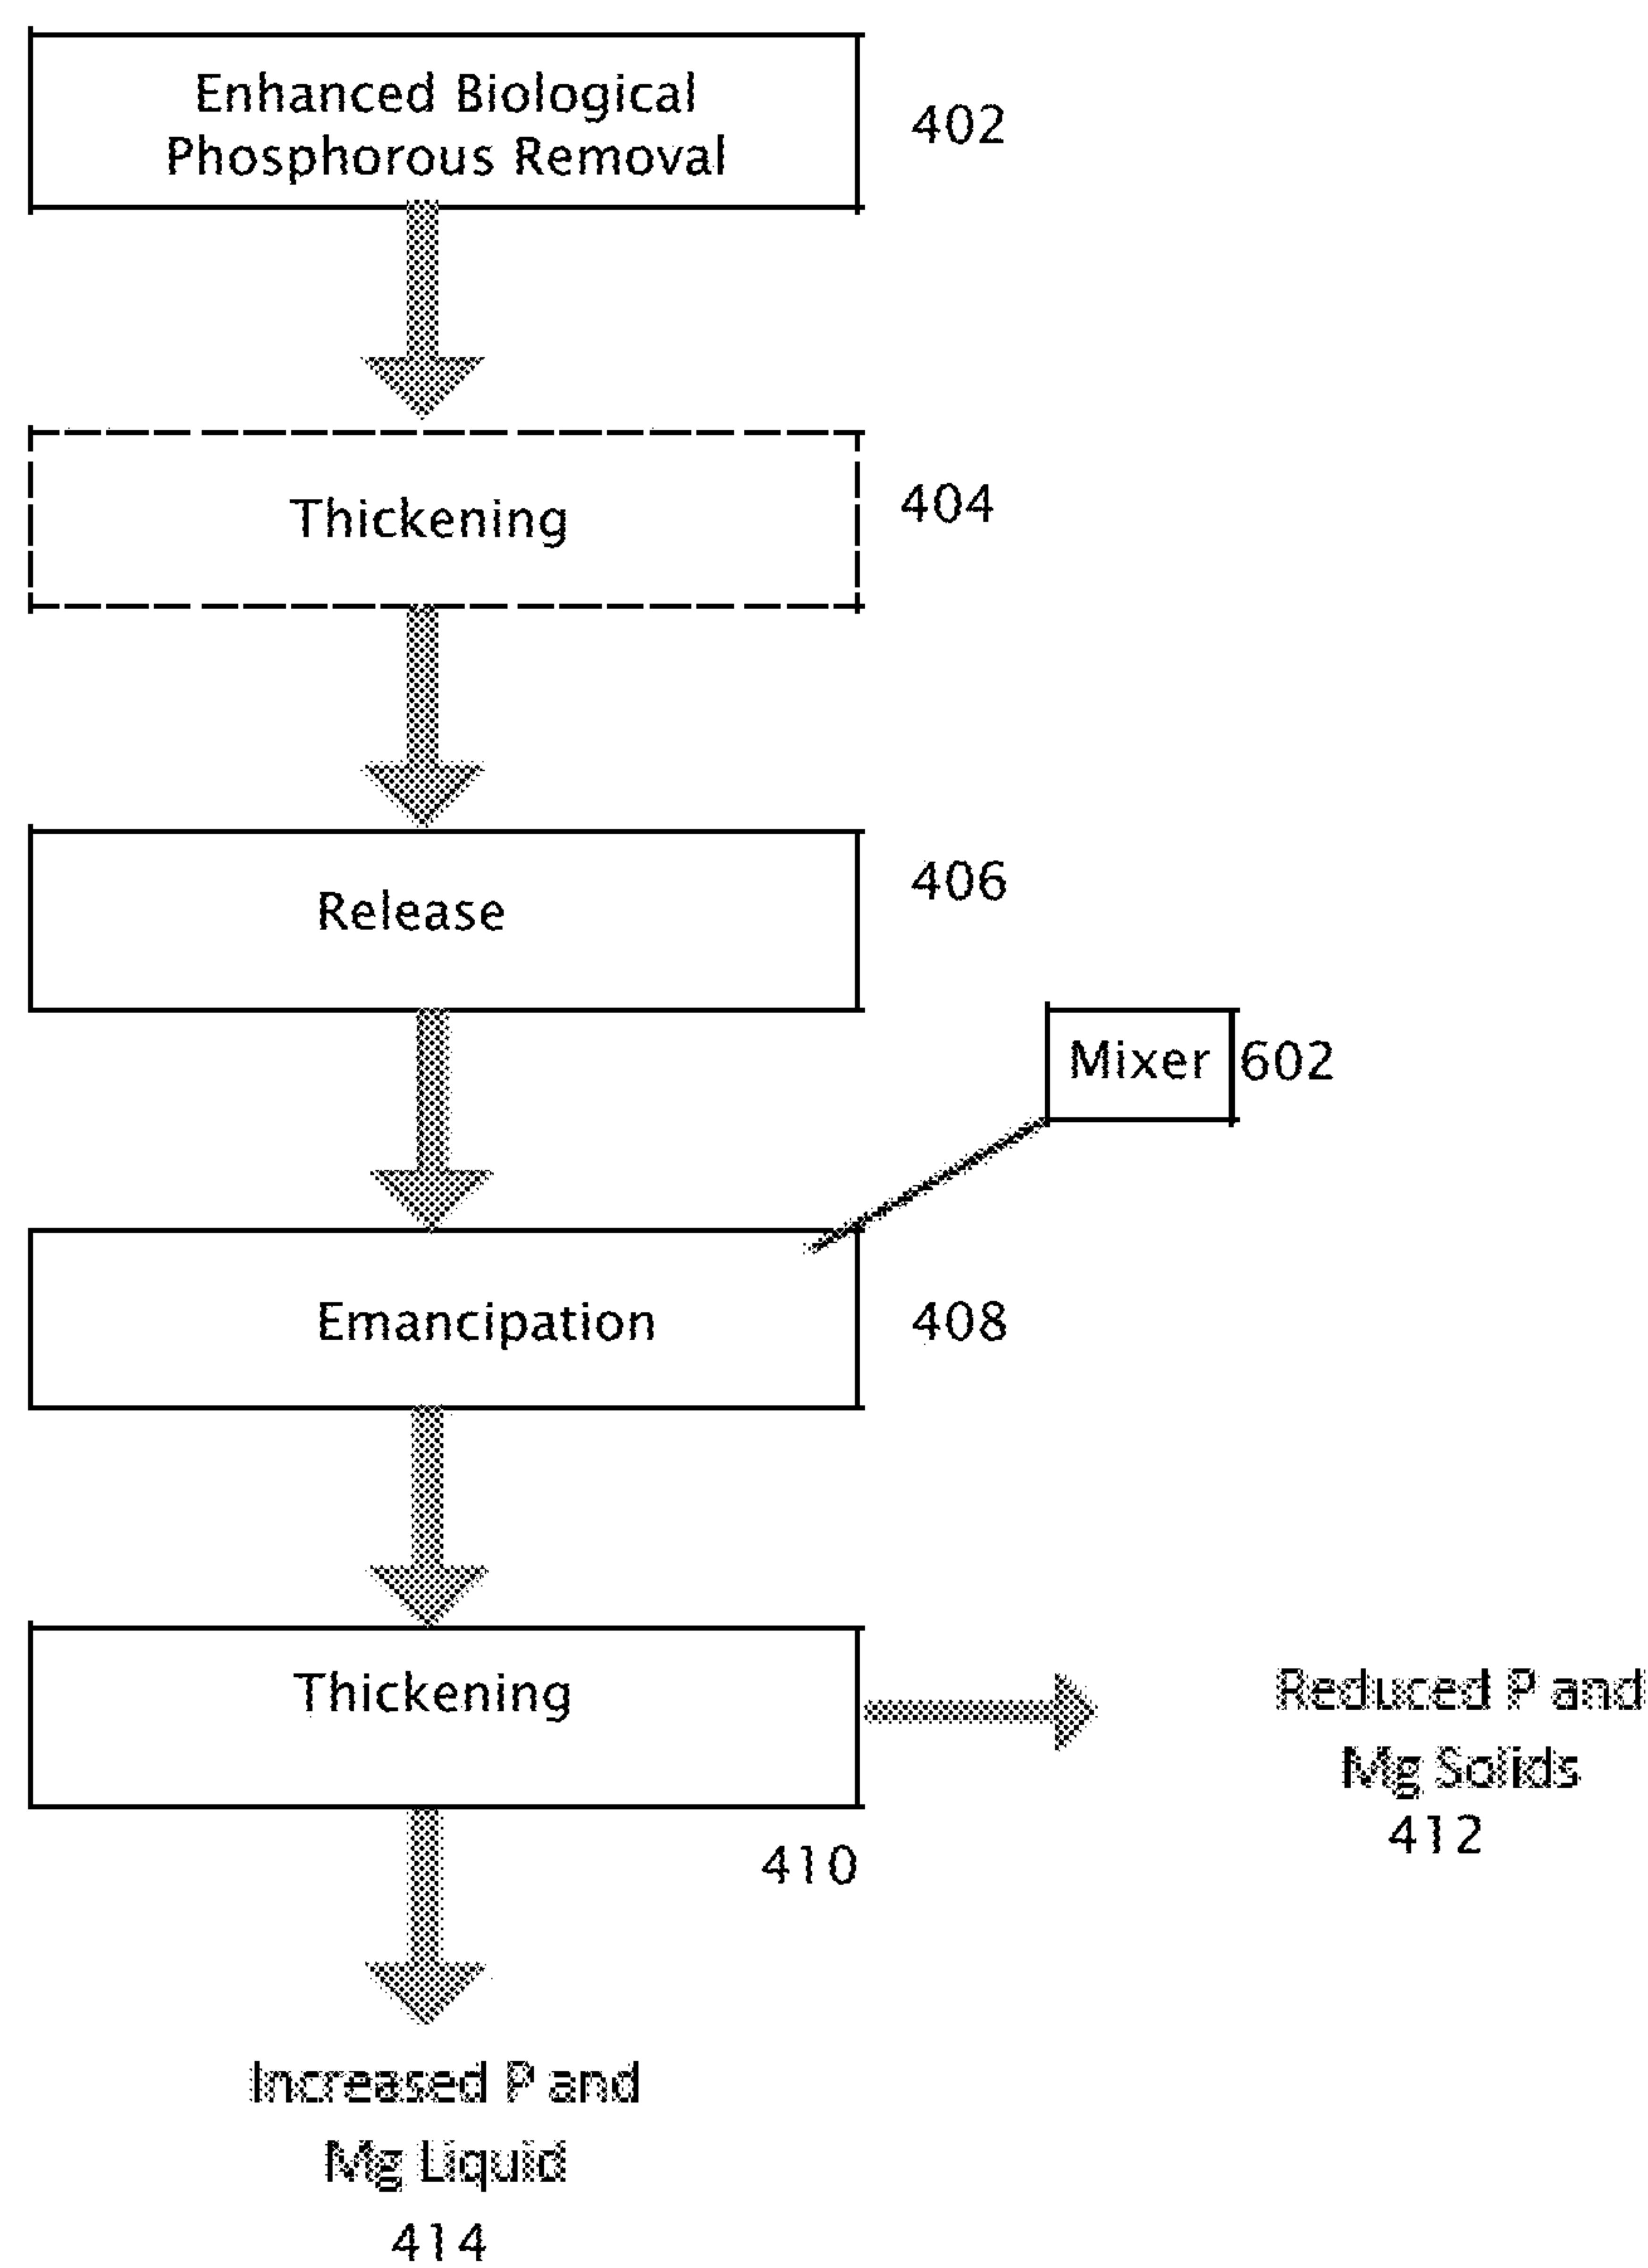 Enhanced Biological
Phosphorous Removal
402
Thickening
404
Release
406
Mixer
602
Emancipation
408
Thickening
410
Reduced P and
Mg Solids
412
Increased P and
Mg Liquid
414